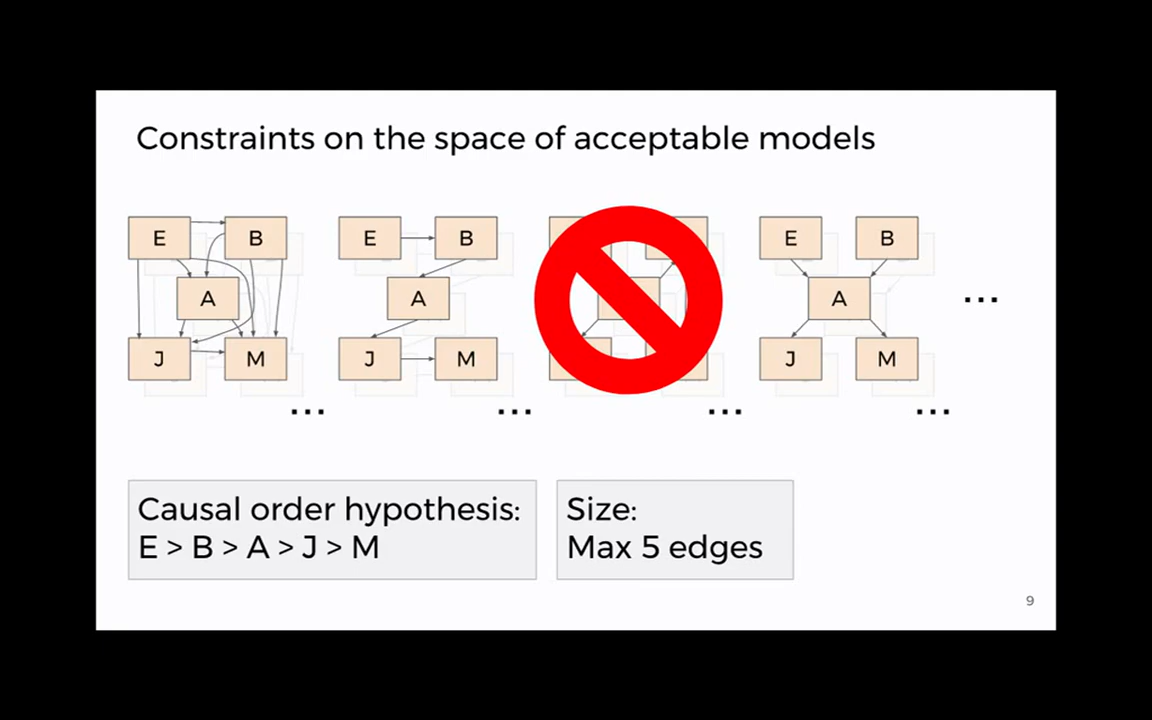 Constraints on the space of acceptable models
E B E B E B
A A A
...
J M J M J M
... ... ... ...
Causal order hypothesis:
E > B > A > J > M
Size:
Max 5 edges
9